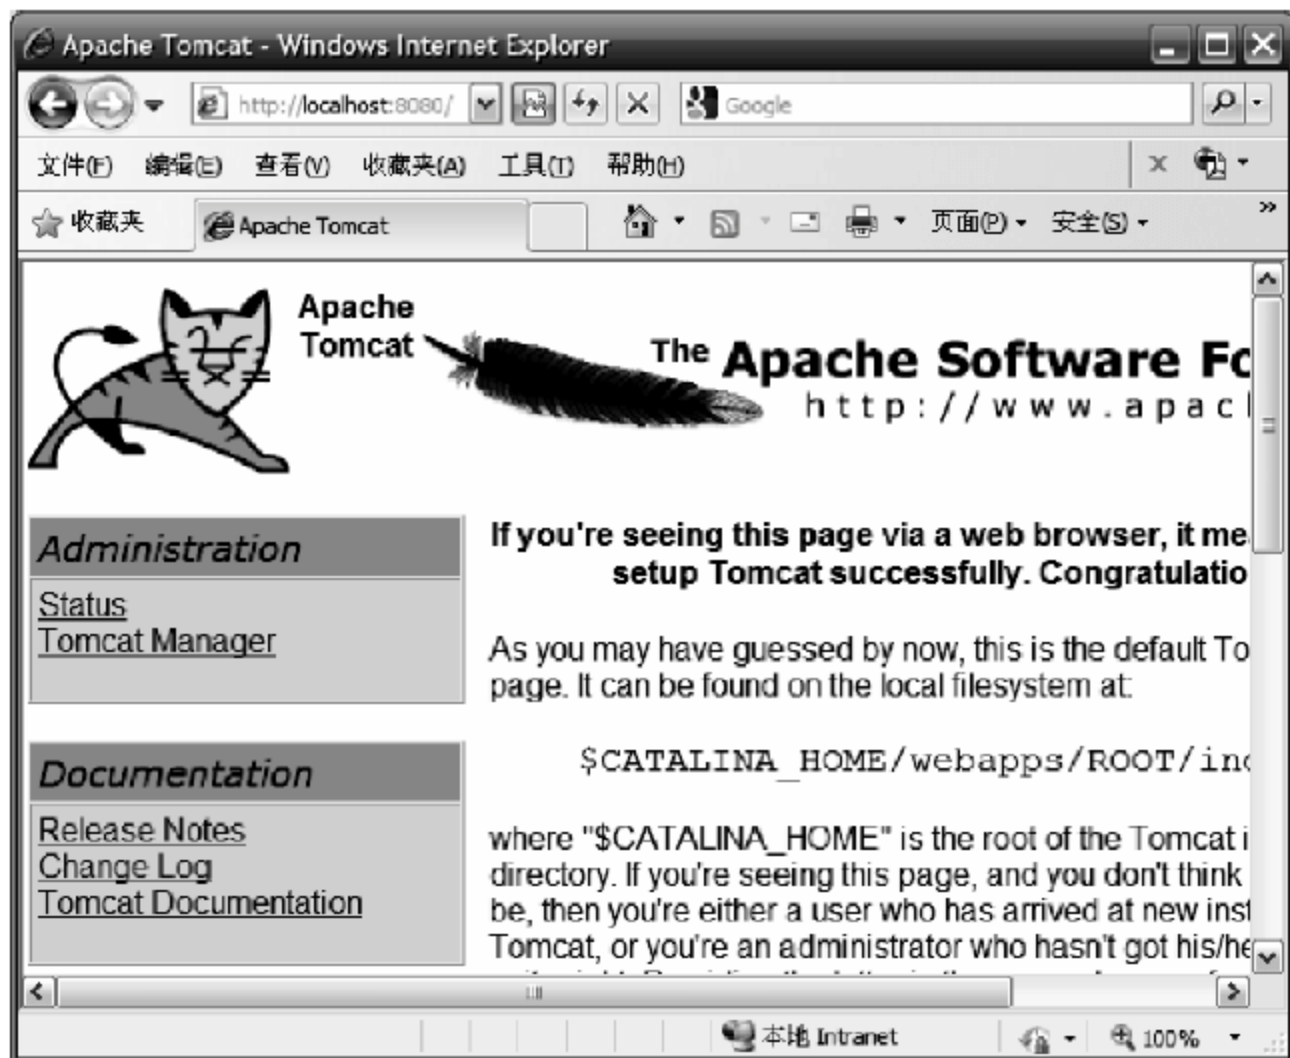 Apache Tomcat - Windows Internet Explorer
http://localhost:8080/
Google
文件(F) 编辑(E) 查看(V) 收藏夹(A) 工具(T) 帮助(H)
收藏夹 Apache Tomcat 页面(P) 安全(S) »
Apache
Tomcat
The Apache Software Fo
http://www.apac
Administration
Status
Tomcat Manager
Documentation
Release Notes
Change Log
Tomcat Documentation
If you're seeing this page via a web browser, it me
setup Tomcat successfully. Congratulatio
As you may have guessed by now, this is the default To
page. It can be found on the local filesystem at:
$CATALINA_HOME/webapps/ROOT/ind
where "$CATALINA_HOME" is the root of the Tomcat i
directory. If you're seeing this page, and you don't think
be, then you're either a user who has arrived at new inst
Tomcat, or you're an administrator who hasn't got his/he
本地 Intranet 100%